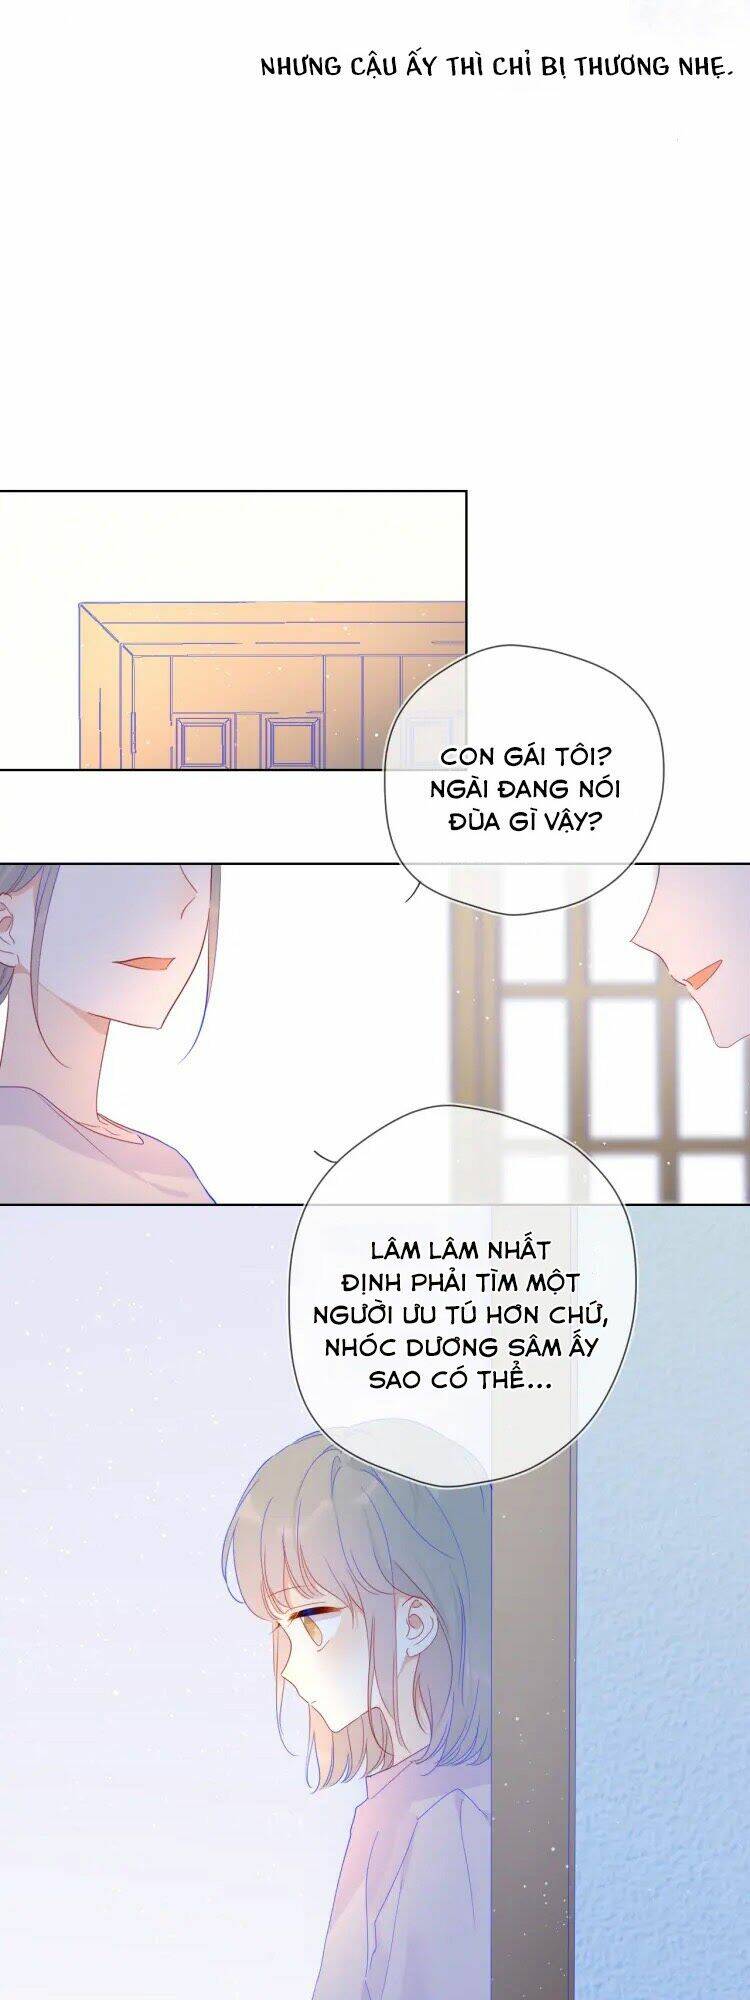 NHƯNG CẬU ẤY THÌ CHỈ BỊ THƯƠNG NHẸ.
CON GÁI TÔI?
NGÀI ĐANG NÓI
ĐÙA GÌ VẬY?
LÂM LÂM NHẤT
ĐỊNH PHẢI TÌM MỘT
NGƯỜI ƯU TÚ HƠN CHỨ,
NHÓC DƯƠNG SÂM ẤY
SAO CÓ THỂ...